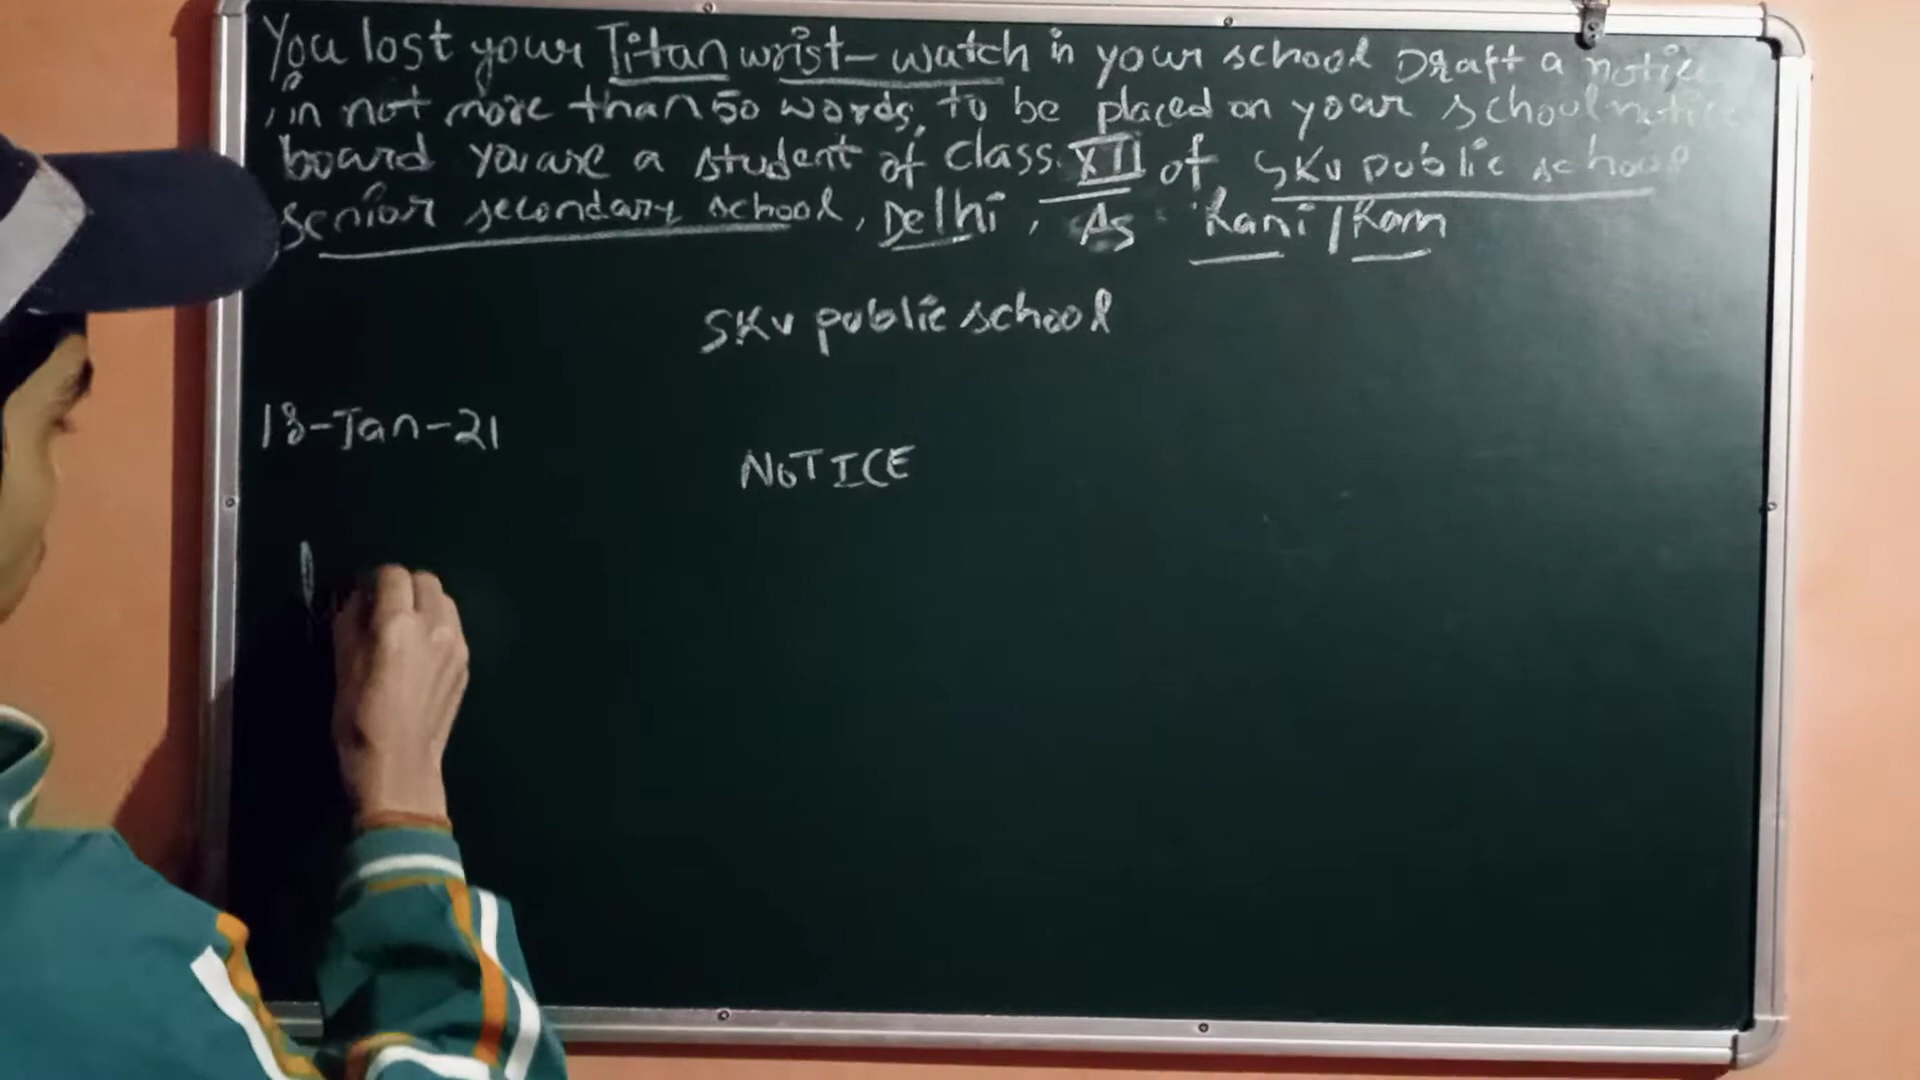 You lost your Titan wrist-watch in your school Draft a notice
, in not more than 50 words, to be placed on your school notice
board you are a student of class XII of SKV public school
senior secondary school, Delhi, As Rani/Ram
SKV public school
13-Jan-21
NOTICE